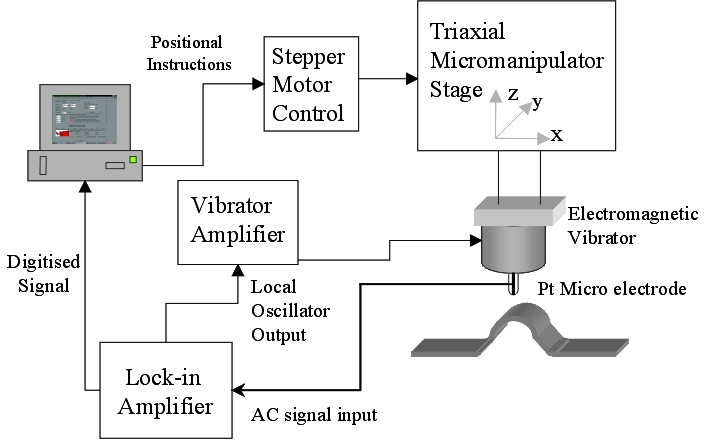 Positional
Instructions
Stepper
Motor
Control
Triaxial
Micromanipulator
Stage
z
y
x
Vibrator
Amplifier
Electromagnetic
Vibrator
Digitised
Signal
Local
Oscillator
Output
Pt Micro electrode
Lock-in
Amplifier
AC signal input